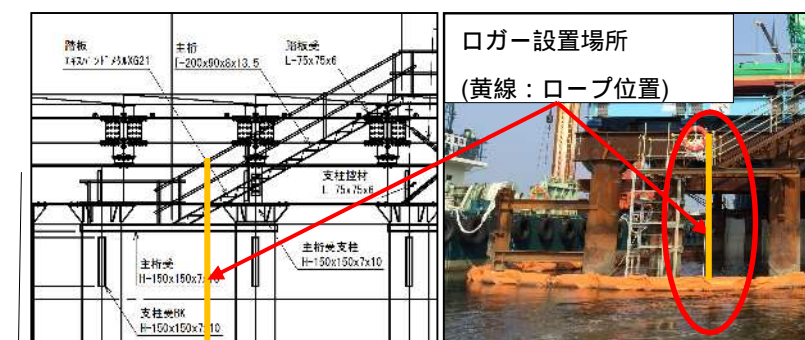 踏板
ｴｷｽﾊﾟﾝﾄﾞﾒﾀﾙXG21
主桁
[-200x90x8x13.5
踏板受
L-75x75x6
支柱控材
L-75x75x6
主桁受支柱
H-150x150x7x10
主桁受
H-150x150x7x10
支柱受BK
H-150x150x7x10
ロガー設置場所
(黄線：ロープ位置)